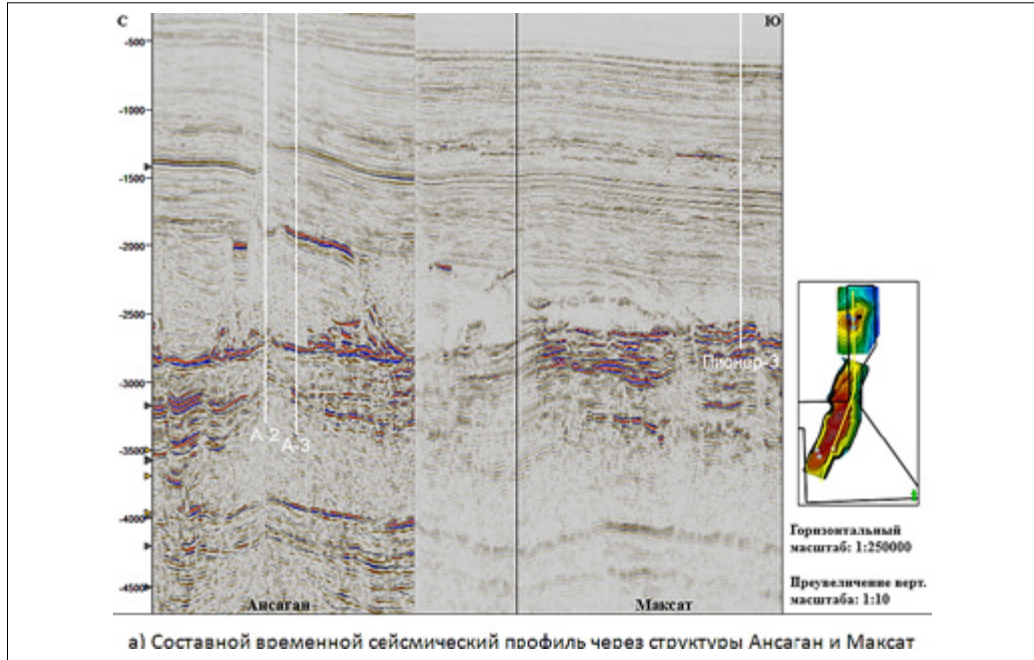 С
Ю
-500
-1000
-1500
-2000
-2500
-3000
-3500
-4000
-4500
А-2
А-3
Пионер-3
Ансаган
Максат
Горизонтальный
масштаб: 1:250000
Преувеличение верт.
масштаба: 1:10
а) Составной временной сейсмический профиль через структуры Ансаган и Максат